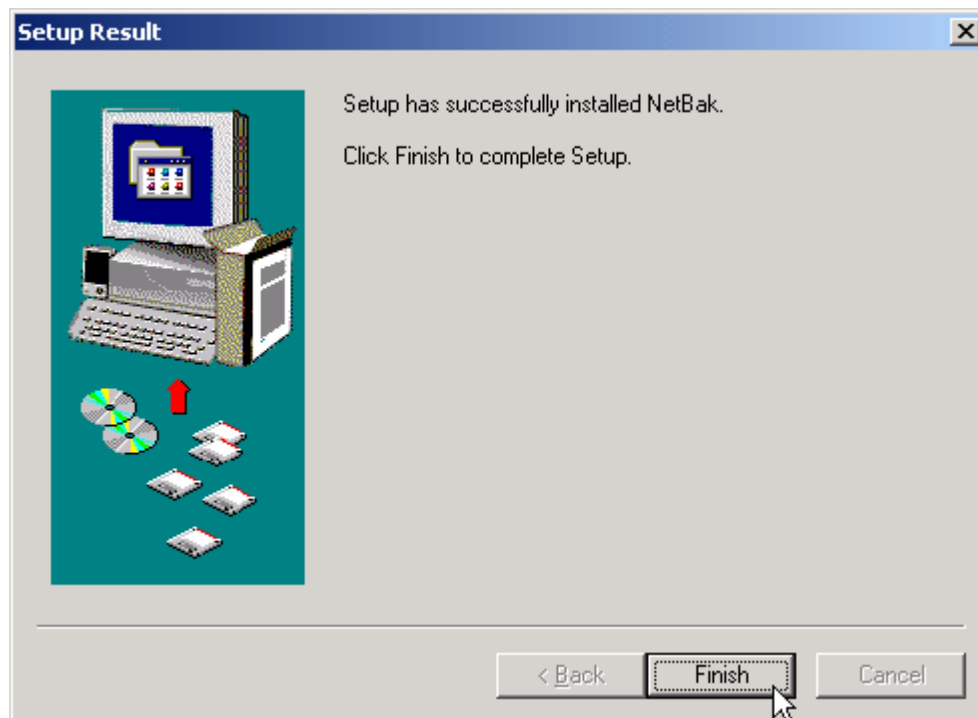 Setup Result
Setup has successfully installed NetBak.
Click Finish to complete Setup.
< Back
Finish
Cancel